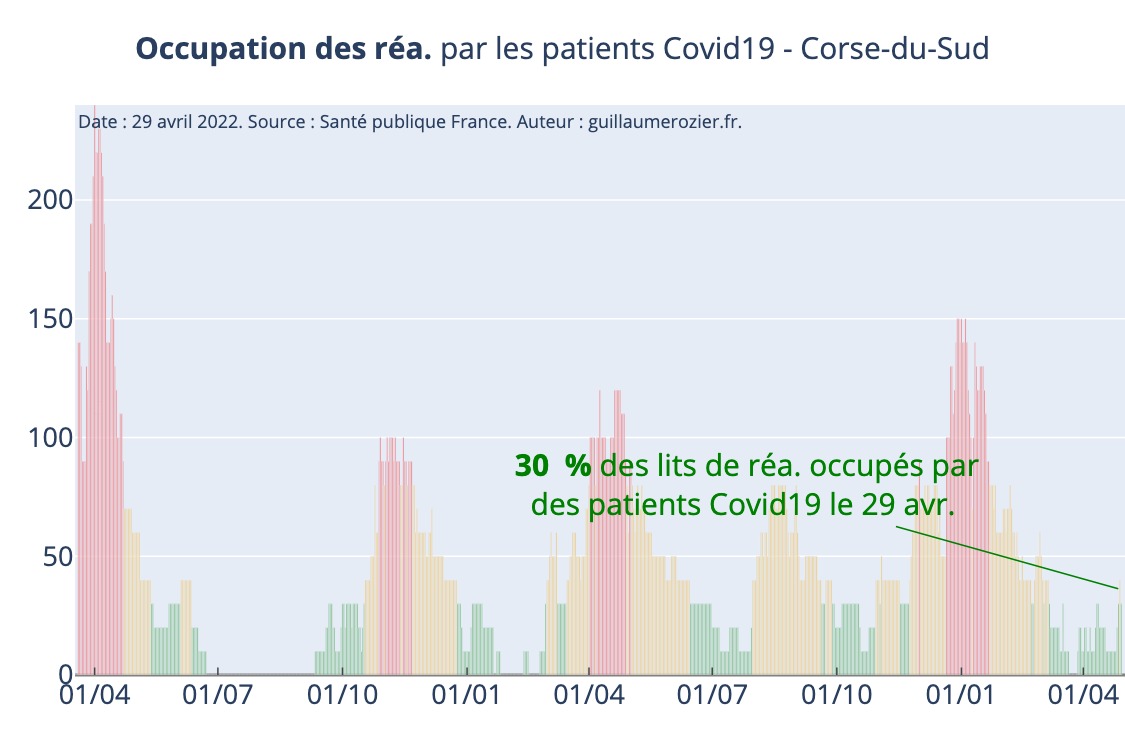 Occupation des réa. par les patients Covid19 - Corse-du-Sud
Date : 29 avril 2022. Source : Santé publique France. Auteur : guillaumerozier.fr.
200
150
100
30  % des lits de réa. occupés par
des patients Covid19 le 29 avr.
50
0
01/04 01/07 01/10 01/01 01/04 01/07 01/10 01/01 01/04